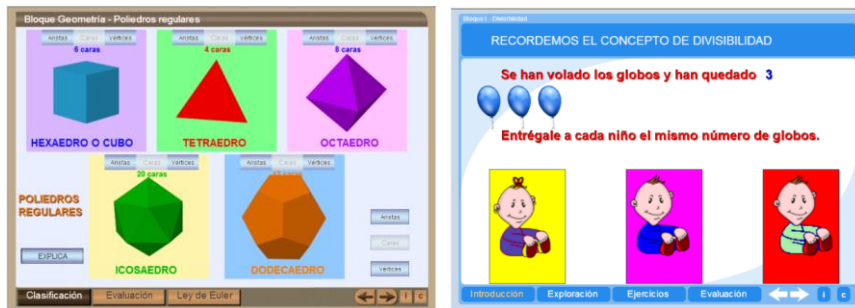 Bloque Geometría - Poliedros regulares
Aristas Caras Vértices
Aristas Caras Vértices
Aristas Caras Vértices
6 caras
4 caras
8 caras
HEXAEDRO O CUBO
TETRAEDRO
OCTAEDRO
Aristas Caras Vértices
Aristas Caras Vértices
20 caras
caras
POLIEDROS
REGULARES
Aristas
Caras
Vértices
EXPLICA
ICOSAEDRO
DODECAEDRO
Clasificación Evaluación Ley de Euler i c
Bloque I - Divisibilidad
RECORDEMOS EL CONCEPTO DE DIVISIBILIDAD
Se han volado los globos y han quedado 3
Entrégale a cada niño el mismo número de globos.
Introducción Exploración Ejercicios Evaluación i c